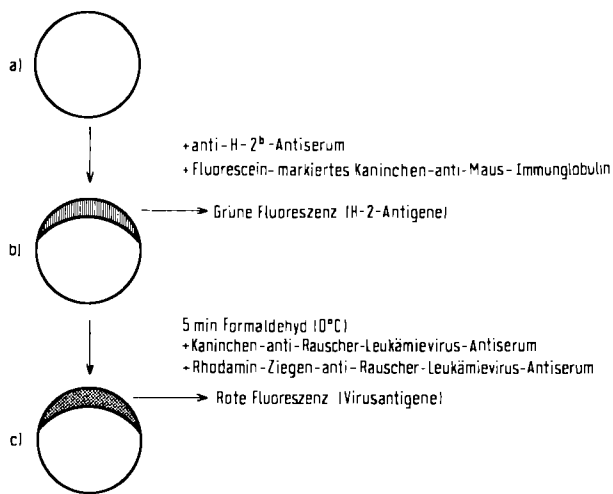 a)
+anti-H-2ᵇ-Antiserum
+Fluorescein-markiertes Kaninchen-anti-Maus-Immunglobulin
Grüne Fluoreszenz (H-2-Antigene)
b)
5 min Formaldehyd (0°C)
+Kaninchen-anti-Rauscher-Leukämievirus-Antiserum
+Rhodamin-Ziegen-anti-Rauscher-Leukämievirus-Antiserum
Rote Fluoreszenz (Virusantigene)
c)